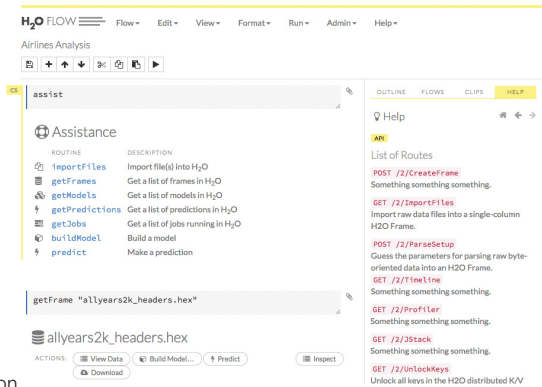 H2O FLOW Flow Edit View Format Run Admin Help
Airlines Analysis
CS
assist
Assistance
ROUTINE DESCRIPTION
importFiles Import file(s) into H2O
getFrames Get a list of frames in H2O
getModels Get a list of models in H2O
getPredictions Get a list of predictions in H2O
getJobs Get a list of jobs running in H2O
buildModel Build a model
predict Make a prediction
getFrame "allyears2k_headers.hex"
allyears2k_headers.hex
ACTIONS: View Data Build Model... Predict Inspect
Download
on
OUTLINE FLOWS CLIPS HELP
Help
API
List of Routes
POST /2/CreateFrame
Something something something.
GET /2/ImportFiles
Import raw data files into a single-column
H2O Frame.
POST /2/ParseSetup
Guess the parameters for parsing raw byte-
oriented data into an H2O Frame.
GET /2/Timeline
Something something something.
GET /2/Profiler
Something something something.
GET /2/JStack
Something something something.
GET /2/UnlockKeys
Unlock all keys in the H2O distributed K/V